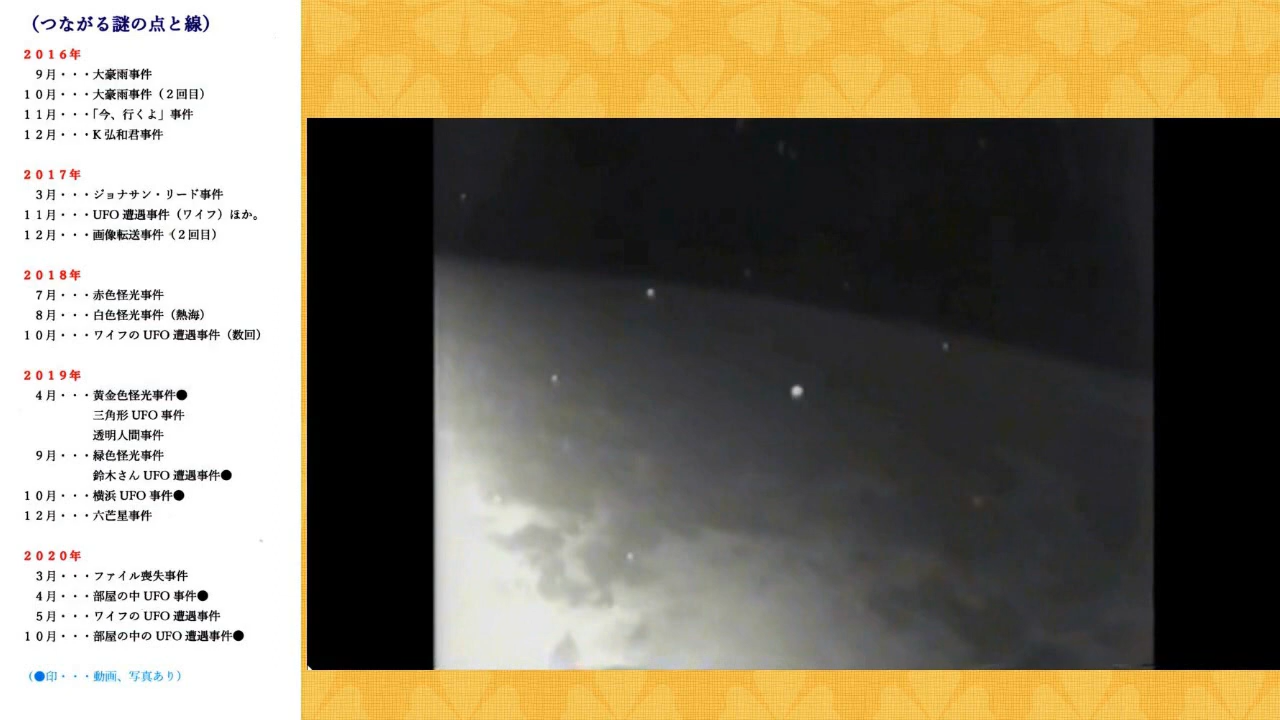 （つながる謎の点と線）
２０１６年
９月・・・大豪雨事件
１０月・・・大豪雨事件（２回目）
１１月・・・「今、行くよ」事件
１２月・・・K 弘和君事件
２０１７年
３月・・・ジョナサン・リード事件
１１月・・・UFO 遭遇事件（ワイフ）ほか。
１２月・・・画像転送事件（２回目）
２０１８年
７月・・・赤色怪光事件
８月・・・白色怪光事件（熱海）
１０月・・・ワイフの UFO 遭遇事件（数回）
２０１９年
４月・・・黄金色怪光事件●
三角形 UFO 事件
透明人間事件
９月・・・緑色怪光事件
鈴木さん UFO 遭遇事件●
１０月・・・横浜 UFO 事件●
１２月・・・六芒星事件
２０２０年
３月・・・ファイル喪失事件
４月・・・部屋の中 UFO 事件●
５月・・・ワイフの UFO 遭遇事件
１０月・・・部屋の中の UFO 遭遇事件●
（●印・・・動画、写真あり）